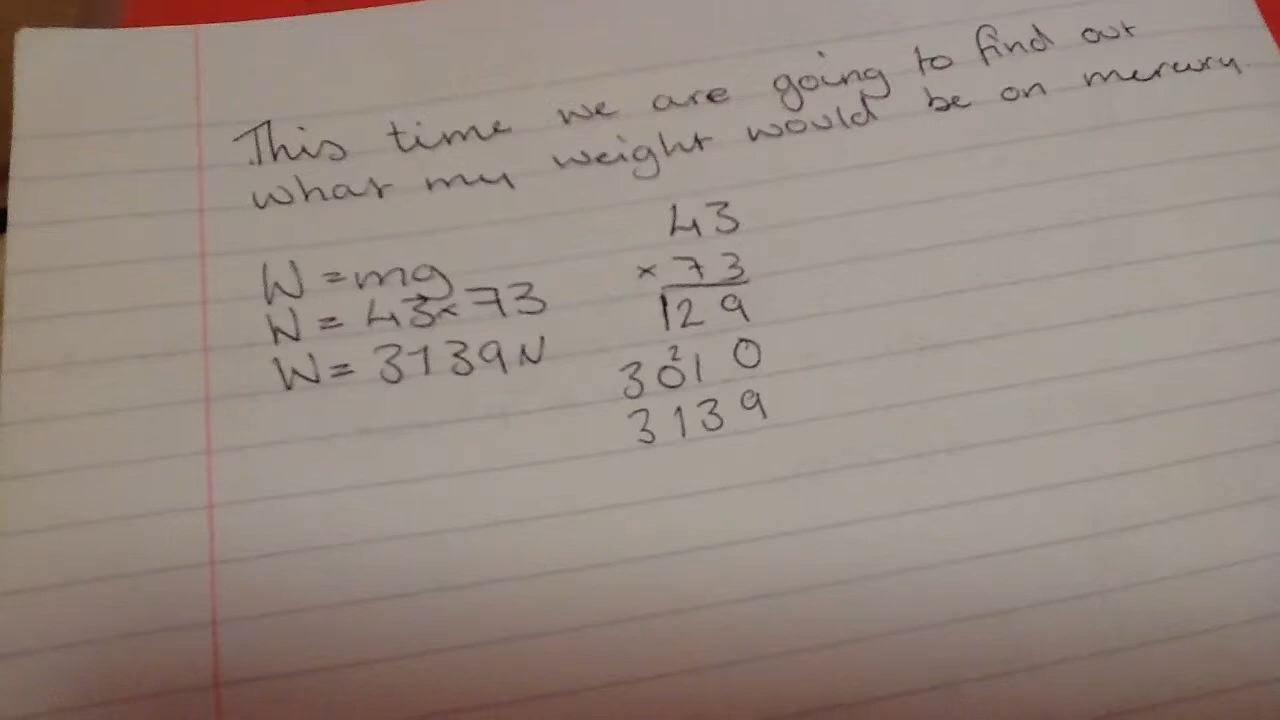 This time we are going to find out
what my weight would be on mercury.
W = mg
W = 43 × 73
W = 3139N
43
× 73
129
30²10
3139